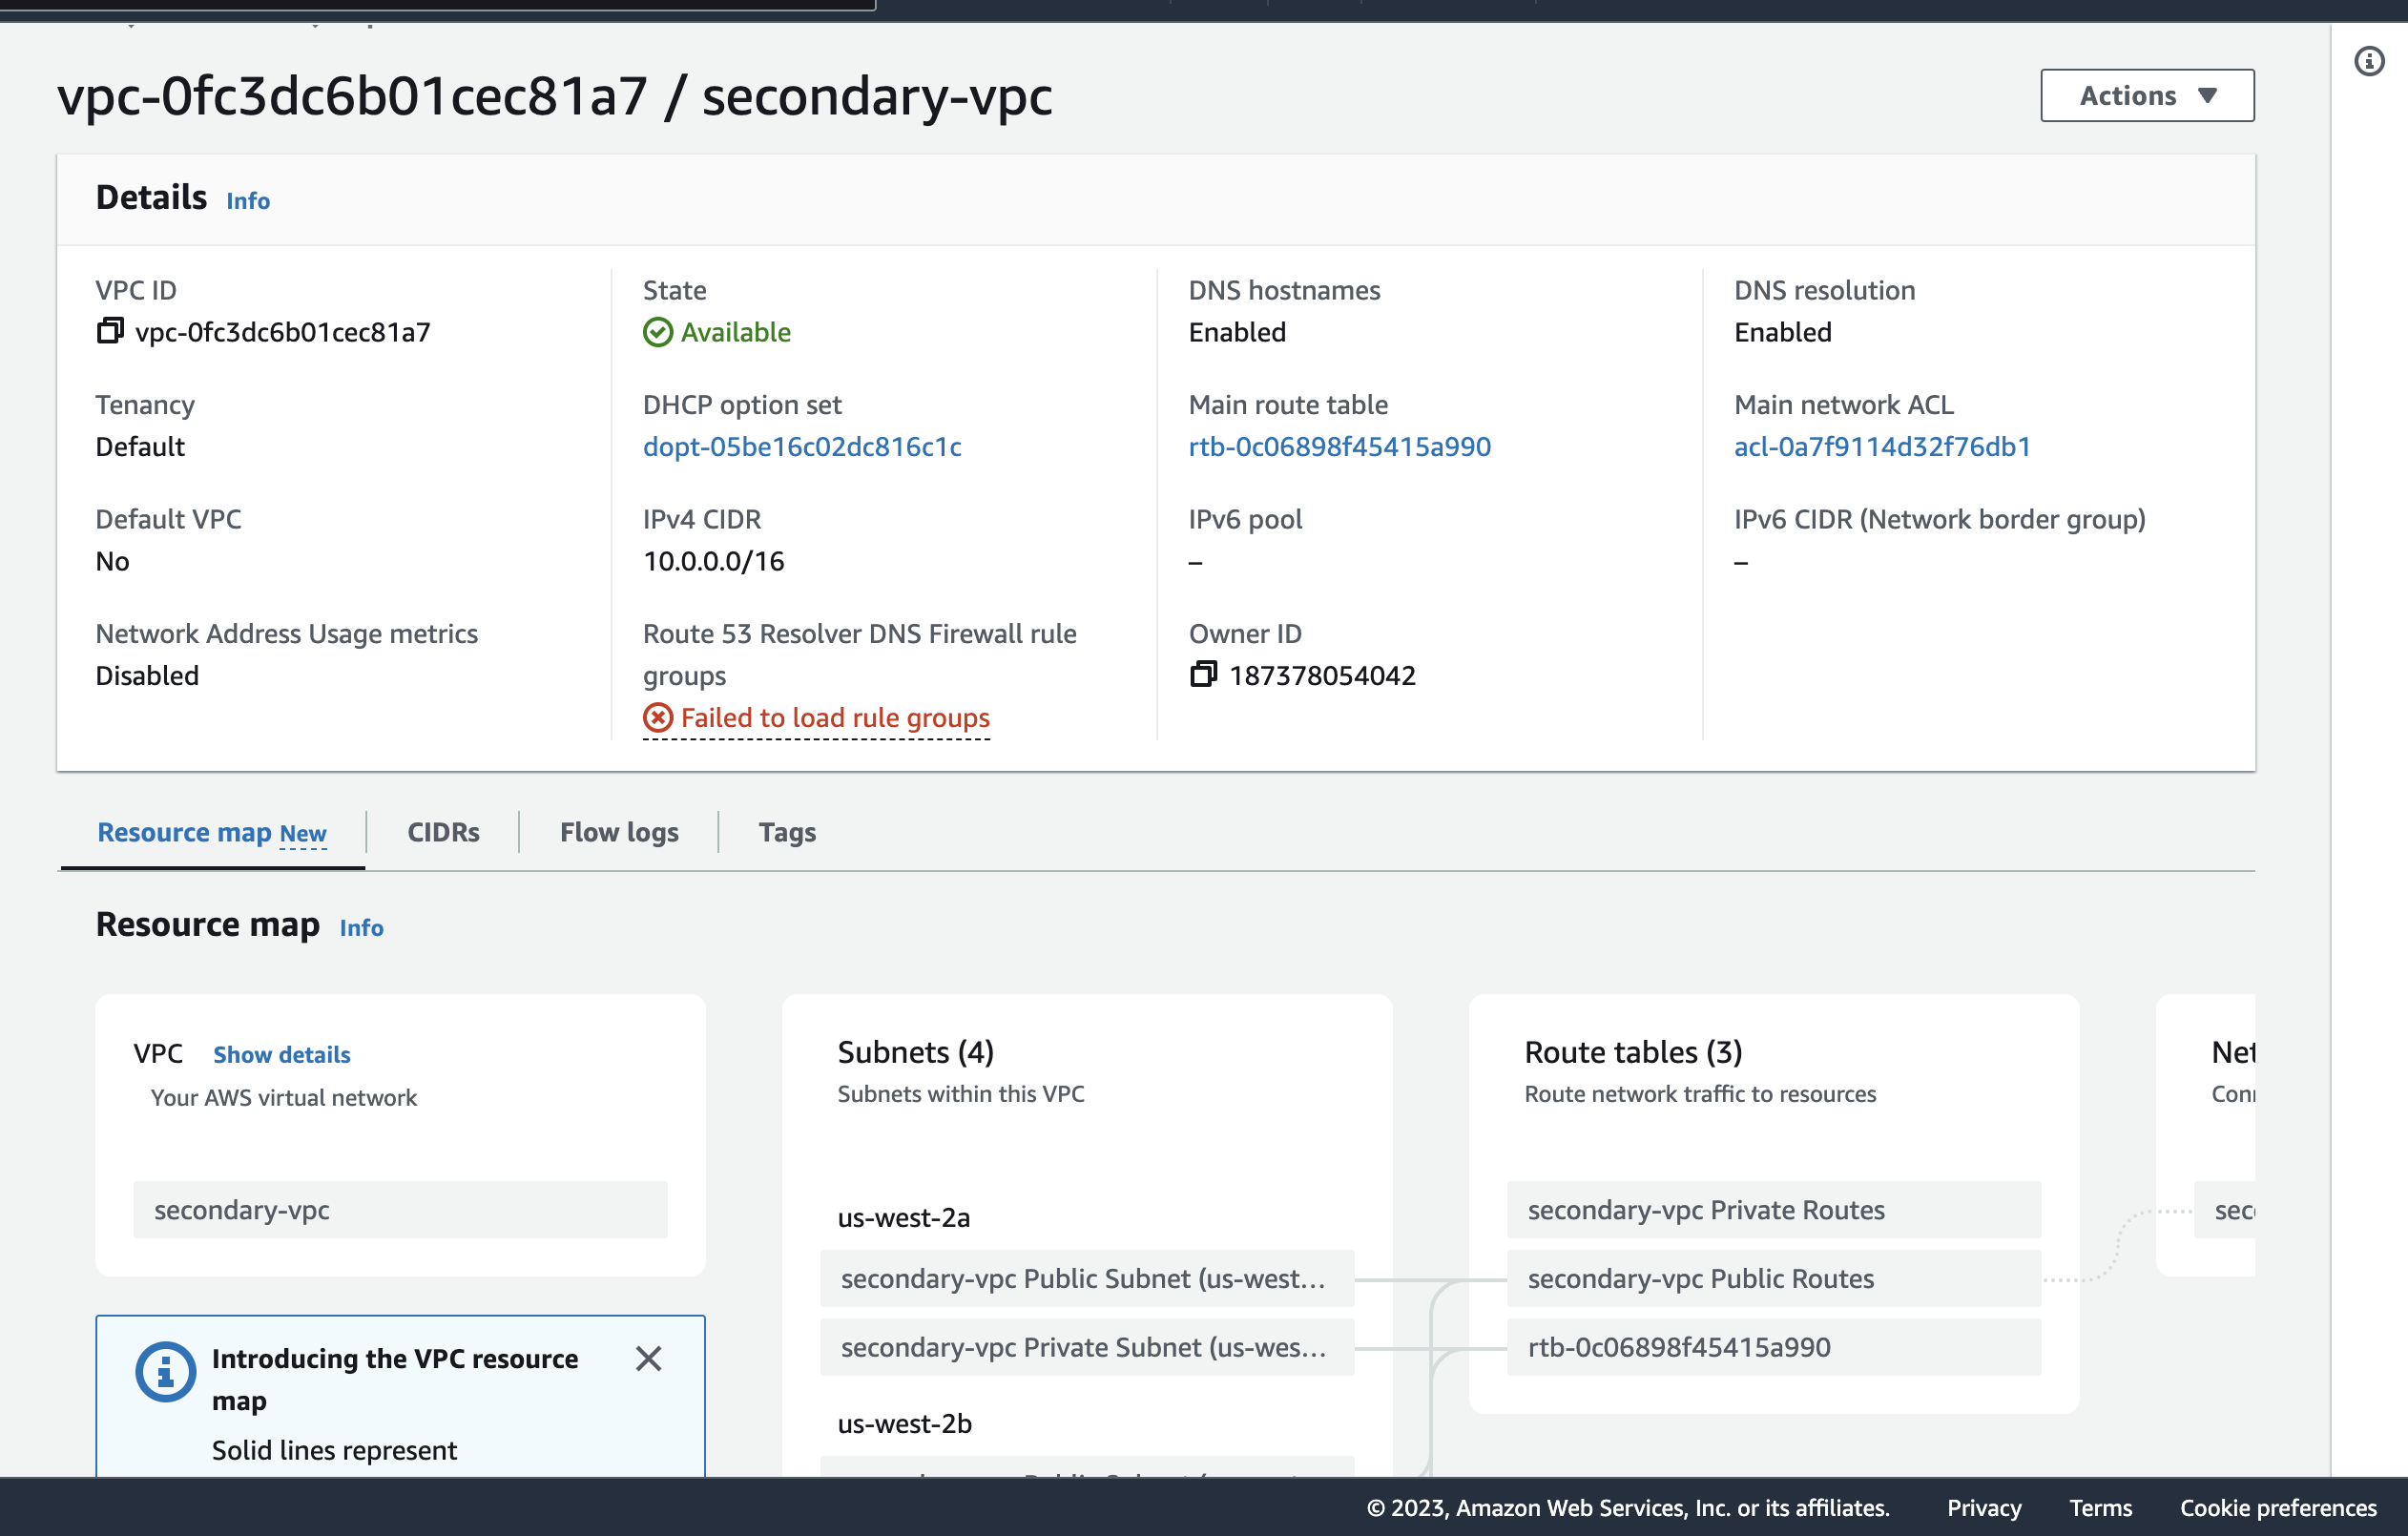 vpc-0fc3dc6b01cec81a7 / secondary-vpc
Actions
Details Info
VPC ID
vpc-0fc3dc6b01cec81a7
State
Available
DNS hostnames
Enabled
DNS resolution
Enabled
Tenancy
Default
DHCP option set
dopt-05be16c02dc816c1c
Main route table
rtb-0c06898f45415a990
Main network ACL
acl-0a7f9114d32f76db1
Default VPC
No
IPv4 CIDR
10.0.0.0/16
IPv6 pool
–
IPv6 CIDR (Network border group)
–
Network Address Usage metrics
Disabled
Route 53 Resolver DNS Firewall rule
groups
Failed to load rule groups
Owner ID
187378054042
Resource map New
CIDRs
Flow logs
Tags
Resource map Info
VPC Show details
Your AWS virtual network
secondary-vpc
Introducing the VPC resource
map
Solid lines represent
Subnets (4)
Subnets within this VPC
us-west-2a
secondary-vpc Public Subnet (us-west...
secondary-vpc Private Subnet (us-wes...
us-west-2b
Route tables (3)
Route network traffic to resources
secondary-vpc Private Routes
secondary-vpc Public Routes
rtb-0c06898f45415a990
Net
Conn
seco
© 2023, Amazon Web Services, Inc. or its affiliates. Privacy Terms Cookie preferences